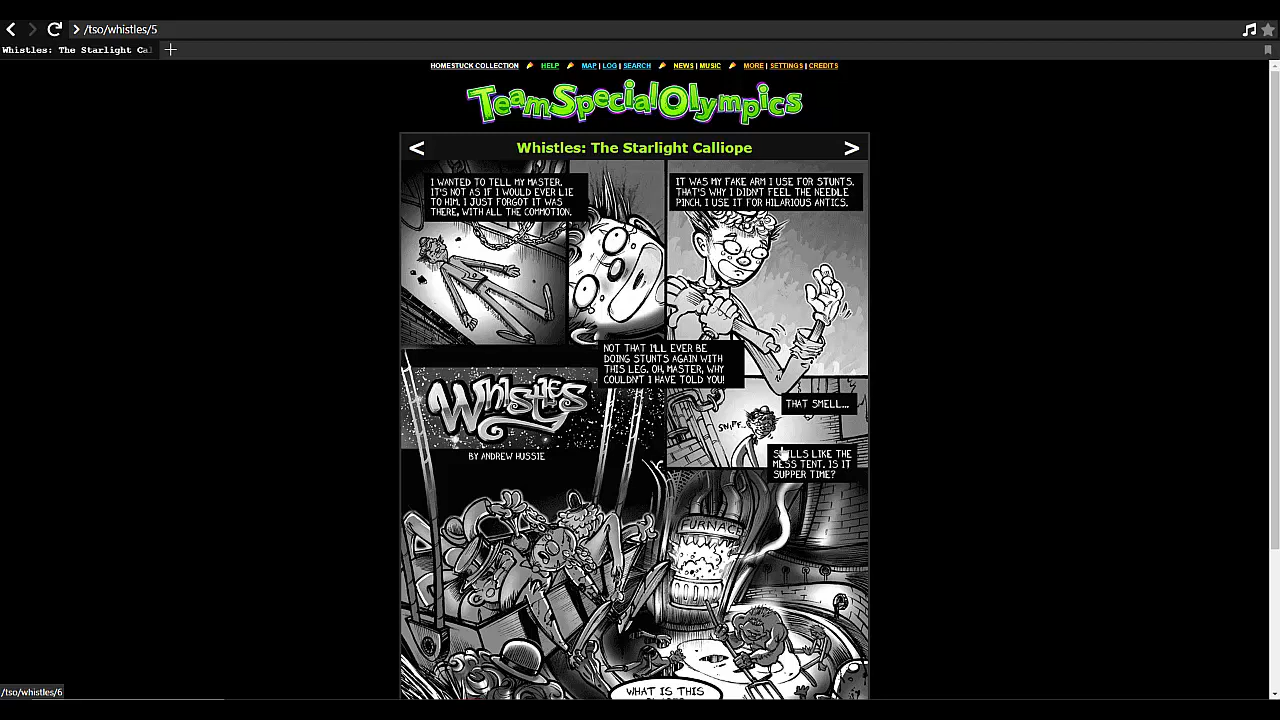 /tso/whistles/5
Whistles: The Starlight Cal
HOMESTUCK COLLECTION HELP MAP | LOG | SEARCH NEWS | MUSIC MORE | SETTINGS | CREDITS
TeamSpecialOlympics
< Whistles: The Starlight Calliope >
I WANTED TO TELL MY MASTER.
IT'S NOT AS IF I WOULD EVER LIE
TO HIM. I JUST FORGOT IT WAS
THERE, WITH ALL THE COMMOTION.
IT WAS MY FAKE ARM I USE FOR STUNTS.
THAT'S WHY I DIDN'T FEEL THE NEEDLE
PINCH. I USE IT FOR HILARIOUS ANTICS.
NOT THAT I'LL EVER BE
DOING STUNTS AGAIN WITH
THIS LEG. OH, MASTER, WHY
COULDN'T I HAVE TOLD YOU!
WhistLes
BY ANDREW HUSSIE
THAT SMELL...
SNIFF..
SMELLS LIKE THE
MESS TENT. IS IT
SUPPER TIME?
FURNACE
WHAT IS THIS
/tso/whistles/6